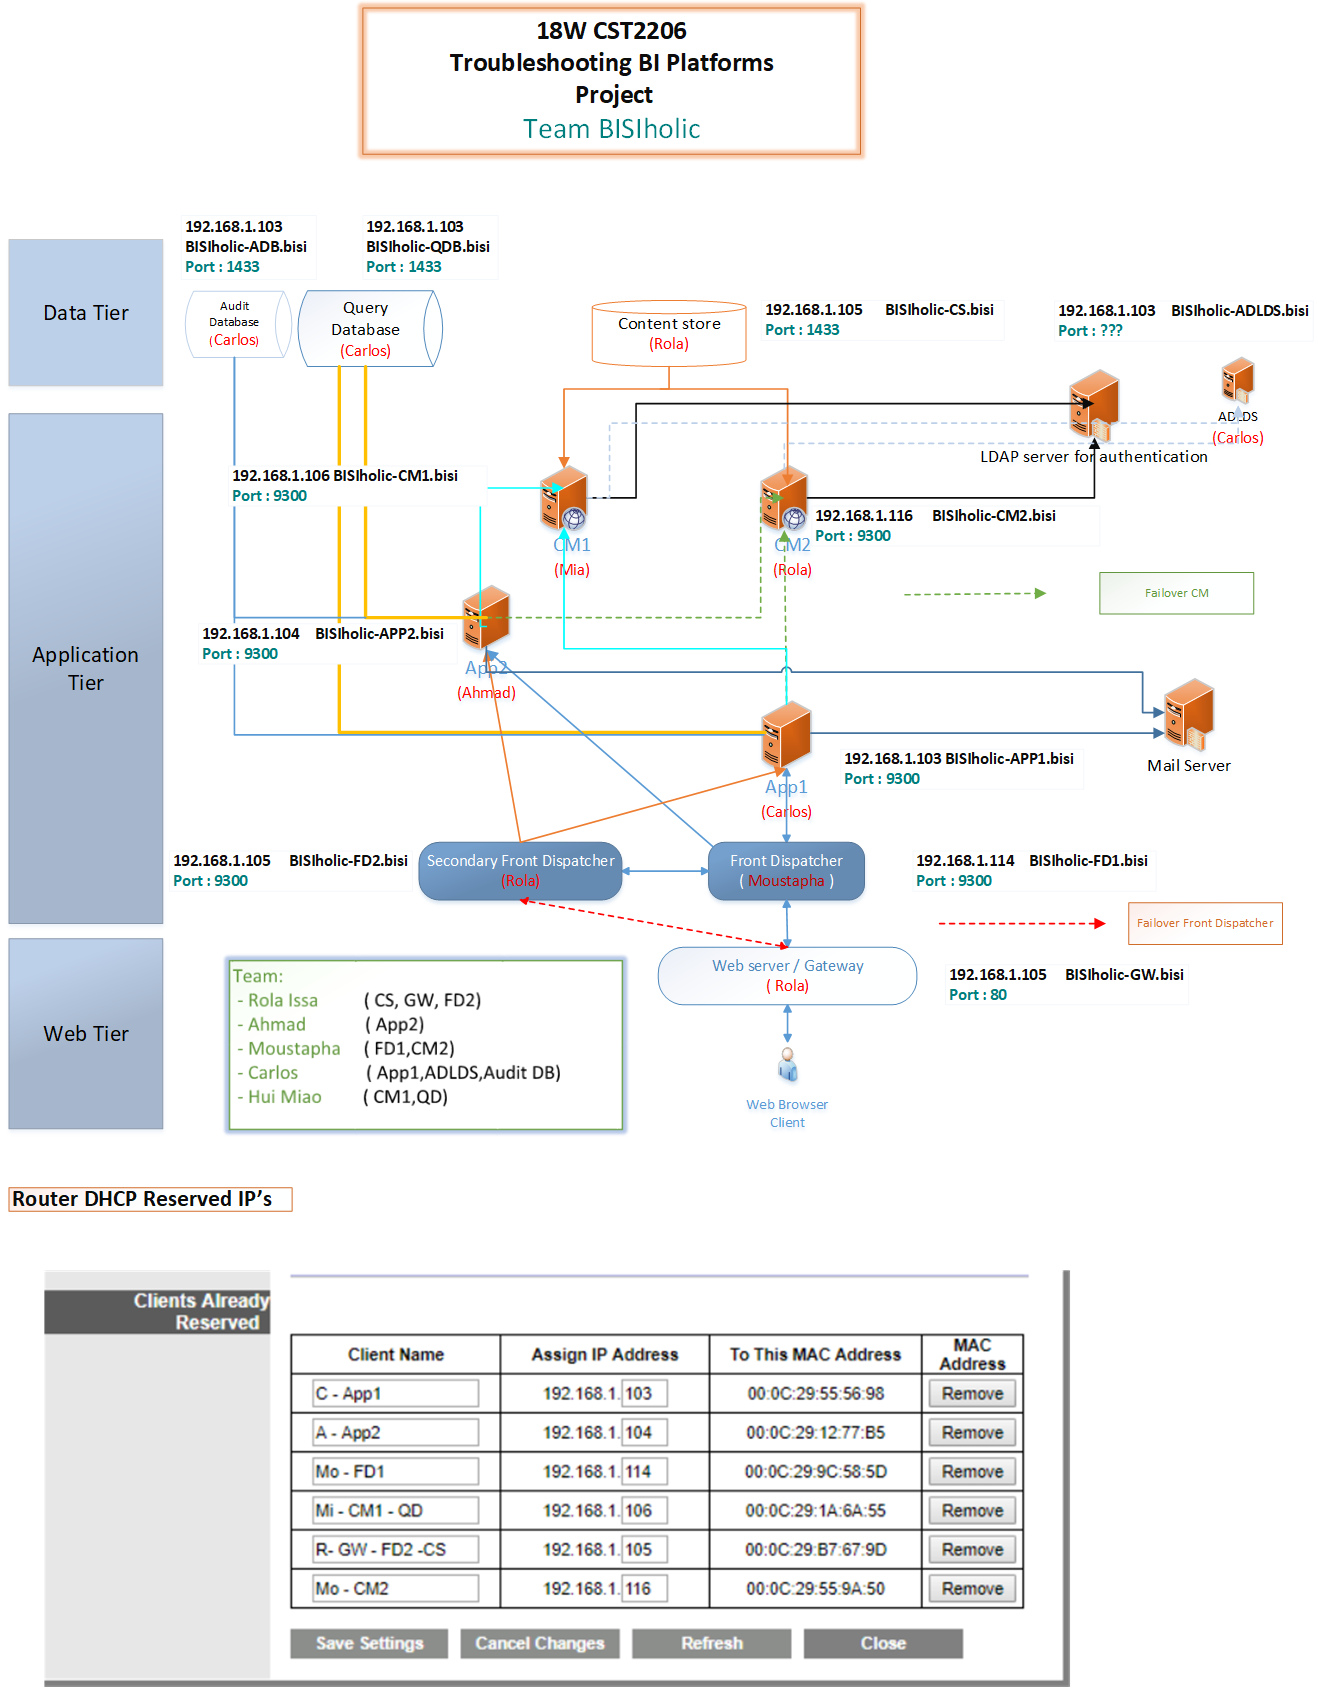 18W CST2206
Troubleshooting BI Platforms
Project
Team BISIholic
192.168.1.103
BISIholic-ADB.bisi
Port : 1433
192.168.1.103
BISIholic-QDB.bisi
Port : 1433
Data Tier
Audit
Database
(Carlos)
Query
Database
(Carlos)
Content store
(Rola)
192.168.1.105 BISIholic-CS.bisi
Port : 1433
192.168.1.103 BISIholic-ADLDS.bisi
Port : ???
ADLDS
(Carlos)
LDAP server for authentication
192.168.1.106 BISIholic-CM1.bisi
Port : 9300
CM1
(Mia)
CM2
(Rola)
192.168.1.116 BISIholic-CM2.bisi
Port : 9300
Failover CM
Application
Tier
192.168.1.104 BISIholic-APP2.bisi
Port : 9300
App2
(Ahmad)
Mail Server
192.168.1.103 BISIholic-APP1.bisi
Port : 9300
App1
(Carlos)
192.168.1.105 BISIholic-FD2.bisi
Port : 9300
Secondary Front Dispatcher
(Rola)
Front Dispatcher
( Moustapha )
192.168.1.114 BISIholic-FD1.bisi
Port : 9300
Failover Front Dispatcher
Web Tier
Web server / Gateway
( Rola)
192.168.1.105 BISIholic-GW.bisi
Port : 80
Team:
- Rola Issa ( CS, GW, FD2)
- Ahmad ( App2)
- Moustapha ( FD1,CM2)
- Carlos ( App1,ADLDS,Audit DB)
- Hui Miao ( CM1,QD)
Web Browser
Client
Router DHCP Reserved IP’s
Clients Already
Reserved
Client Name Assign IP Address To This MAC Address MAC Address
C - App1 192.168.1. 103 00:0C:29:55:56:98 Remove
A - App2 192.168.1. 104 00:0C:29:12:77:B5 Remove
Mo - FD1 192.168.1. 114 00:0C:29:9C:58:5D Remove
Mi - CM1 - QD 192.168.1. 106 00:0C:29:1A:6A:55 Remove
R- GW - FD2 -CS 192.168.1. 105 00:0C:29:B7:67:9D Remove
Mo - CM2 192.168.1. 116 00:0C:29:55:9A:50 Remove
Save Settings Cancel Changes Refresh Close